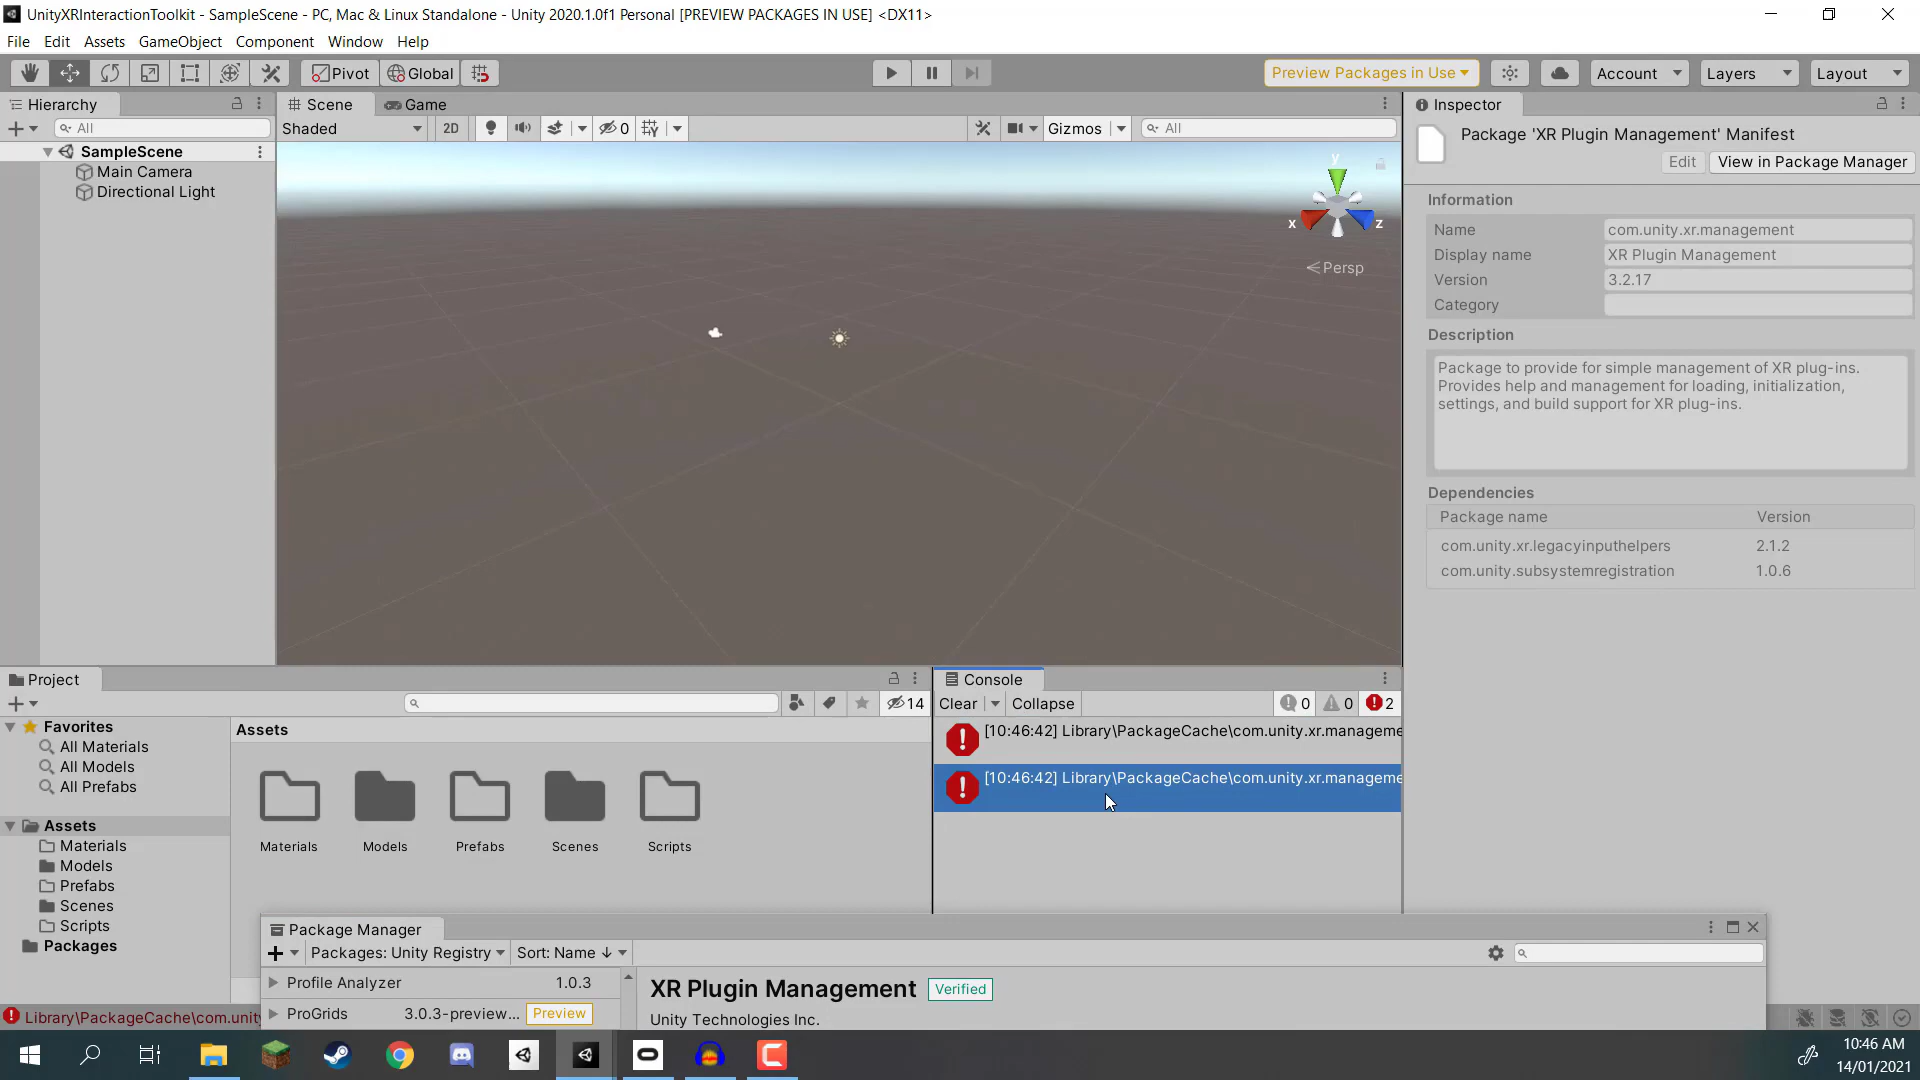 UnityXRInteractionToolkit - SampleScene - PC, Mac & Linux Standalone - Unity 2020.1.0f1 Personal [PREVIEW PACKAGES IN USE] <DX11>
File Edit Assets GameObject Component Window Help
Pivot Global Preview Packages in Use Account Layers Layout
Hierarchy
All
SampleScene
Main Camera
Directional Light
Scene Game
Shaded 2D 0 Gizmos All
y
x z
Persp
Inspector
Package 'XR Plugin Management' Manifest
Edit View in Package Manager
Information
Name com.unity.xr.management
Display name XR Plugin Management
Version 3.2.17
Category
Description
Package to provide for simple management of XR plug-ins.
Provides help and management for loading, initialization,
settings, and build support for XR plug-ins.
Dependencies
Package name Version
com.unity.xr.legacyinputhelpers 2.1.2
com.unity.subsystemregistration 1.0.6
Project
14
Favorites
All Materials
All Models
All Prefabs
Assets
Materials
Models
Prefabs
Scenes
Scripts
Packages
Assets
Materials Models Prefabs Scenes Scripts
Console
Clear Collapse 0 0 2
[10:46:42] Library\PackageCache\com.unity.xr.manageme
[10:46:42] Library\PackageCache\com.unity.xr.manageme
Package Manager
Packages: Unity Registry Sort: Name ↓
Profile Analyzer 1.0.3
ProGrids 3.0.3-preview... Preview
XR Plugin Management Verified
Unity Technologies Inc.
Library\PackageCache\com.unity
10:46 AM
14/01/2021